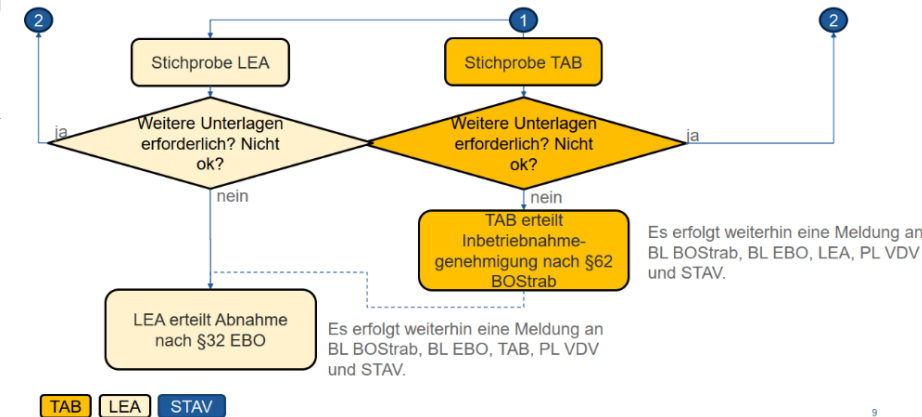 2
1
2
Stichprobe LEA
Stichprobe TAB
Weitere Unterlagen
erforderlich? Nicht
ok?
Weitere Unterlagen
erforderlich? Nicht
ok?
ja
ja
nein
nein
TAB erteilt
Inbetriebnahme-
genehmigung nach §62
BOStrab
Es erfolgt weiterhin eine Meldung an
BL BOStrab, BL EBO, LEA, PL VDV
und STAV.
LEA erteilt Abnahme
nach §32 EBO
Es erfolgt weiterhin eine Meldung an
BL BOStrab, BL EBO, TAB, PL VDV
und STAV.
TAB LEA STAV
9